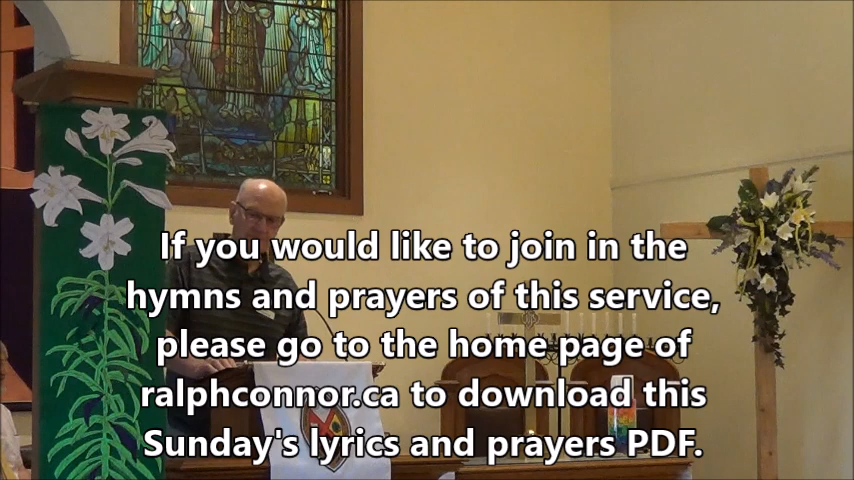 If you would like to join in the
hymns and prayers of this service,
please go to the home page of
ralphconnor.ca to download this
Sunday's lyrics and prayers PDF.